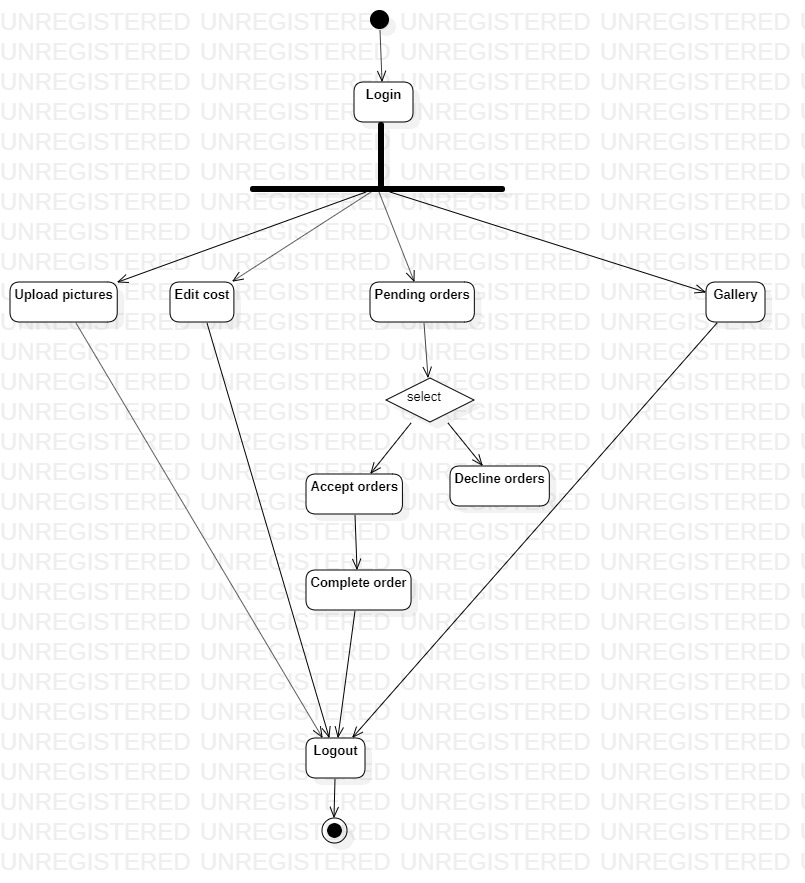 UNREGISTERED UNREGISTERED UNREGISTERED UNREGISTERED
Login
Upload pictures
Edit cost
Pending orders
Gallery
select
Accept orders
Decline orders
Complete order
Logout